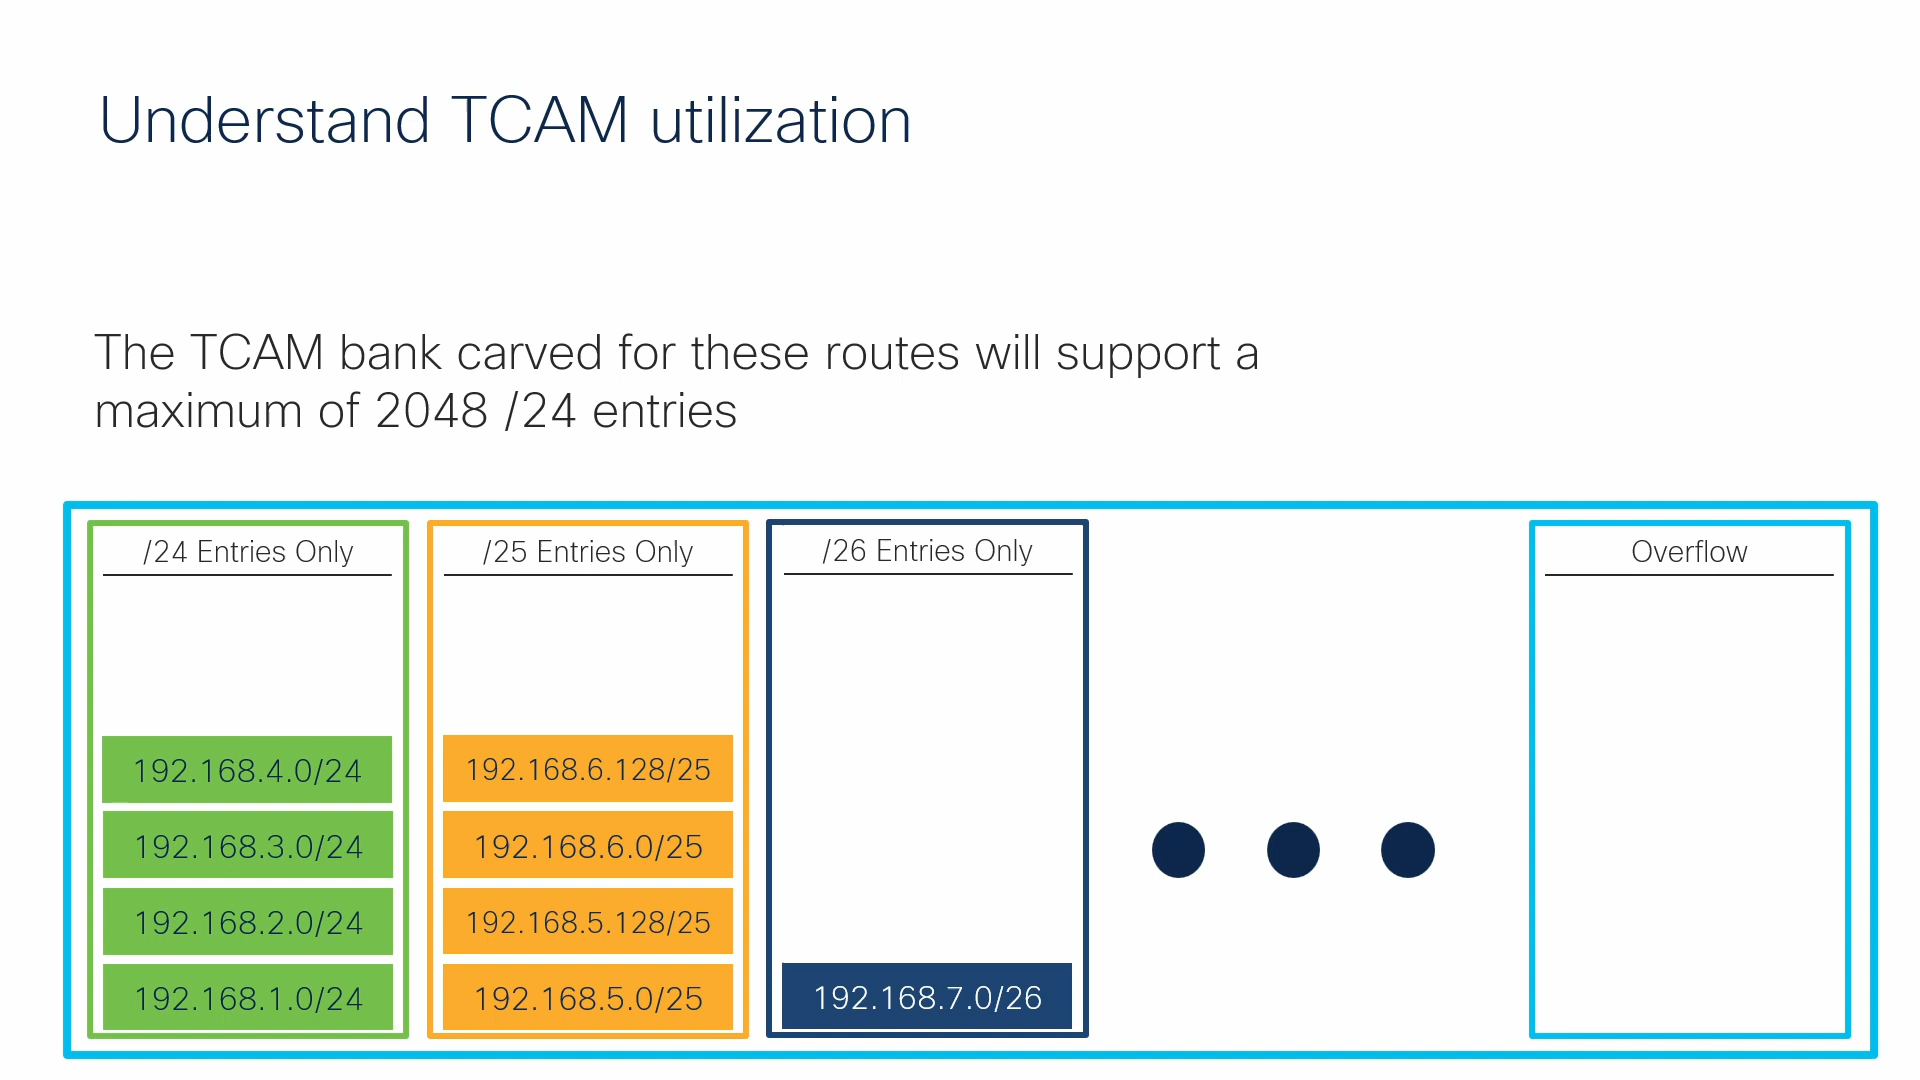 Understand TCAM utilization
The TCAM bank carved for these routes will support a
maximum of 2048 /24 entries
/24 Entries Only
192.168.4.0/24
192.168.3.0/24
192.168.2.0/24
192.168.1.0/24
/25 Entries Only
192.168.6.128/25
192.168.6.0/25
192.168.5.128/25
192.168.5.0/25
/26 Entries Only
192.168.7.0/26
Overflow